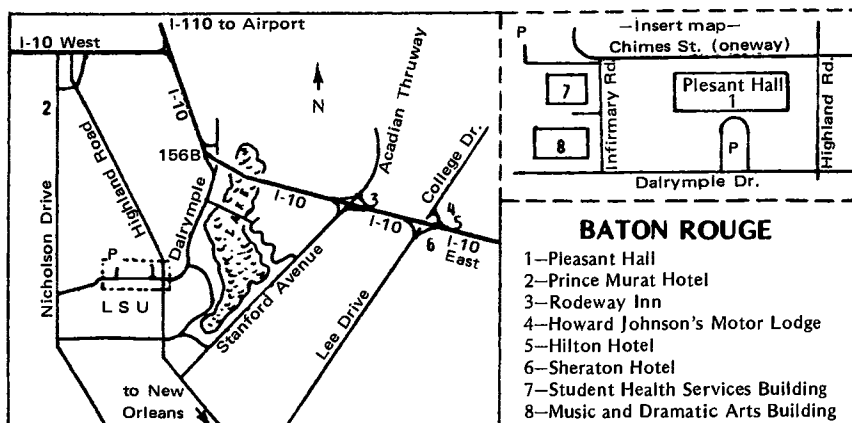 I-110 to Airport
I-10 West
2
I-10
N
Acadian Thruway
College Dr.
156B
Highland Road
Dalrymple
I-10
3
I-10
4
5
6
I-10
East
Nicholson Drive
P
L S U
Stanford Avenue
Lee Drive
to New
Orleans
—Insert map—
P
Chimes St. (oneway)
7
8
Infirmary Rd.
Plesant Hall
1
P
Highland Rd.
Dalrymple Dr.
BATON ROUGE
1—Pleasant Hall
2—Prince Murat Hotel
3—Rodeway Inn
4—Howard Johnson's Motor Lodge
5—Hilton Hotel
6—Sheraton Hotel
7—Student Health Services Building
8—Music and Dramatic Arts Building